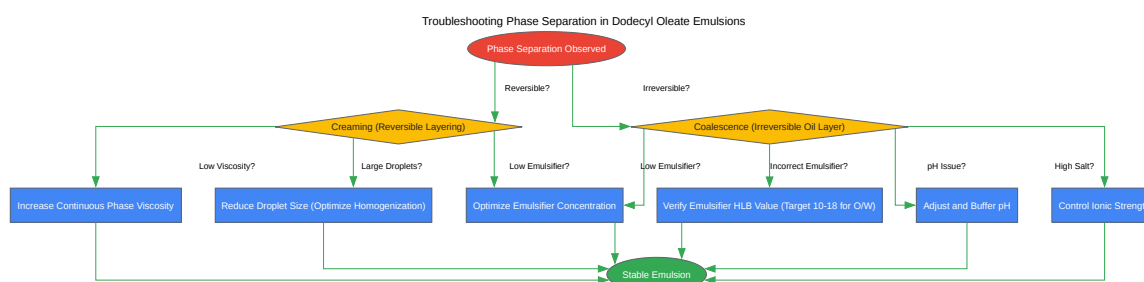 Troubleshooting Phase Separation in Dodecyl Oleate Emulsions
Phase Separation Observed
Reversible?
Irreversible?
Creaming (Reversible Layering)
Coalescence (Irreversible Oil Layer)
Low Viscosity?
Large Droplets?
Low Emulsifier?
Low Emulsifier?
Incorrect Emulsifier?
pH Issue?
High Salt?
Increase Continuous Phase Viscosity
Reduce Droplet Size (Optimize Homogenization)
Optimize Emulsifier Concentration
Verify Emulsifier HLB Value (Target 10-18 for O/W)
Adjust and Buffer pH
Control Ionic Strengt
Stable Emulsion